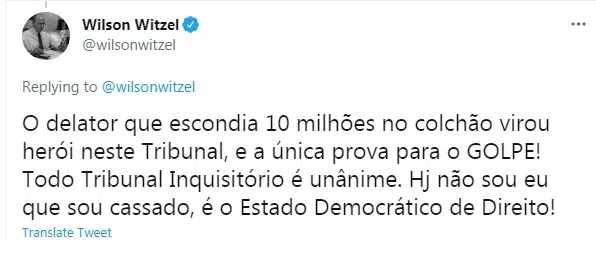 Wilson Witzel
@wilsonwitzel
Replying to @wilsonwitzel
O delator que escondia 10 milhões no colchão virou
herói neste Tribunal, e a única prova para o GOLPE!
Todo Tribunal Inquisitório é unânime. Hj não sou eu
que sou cassado, é o Estado Democrático de Direito!
Translate Tweet